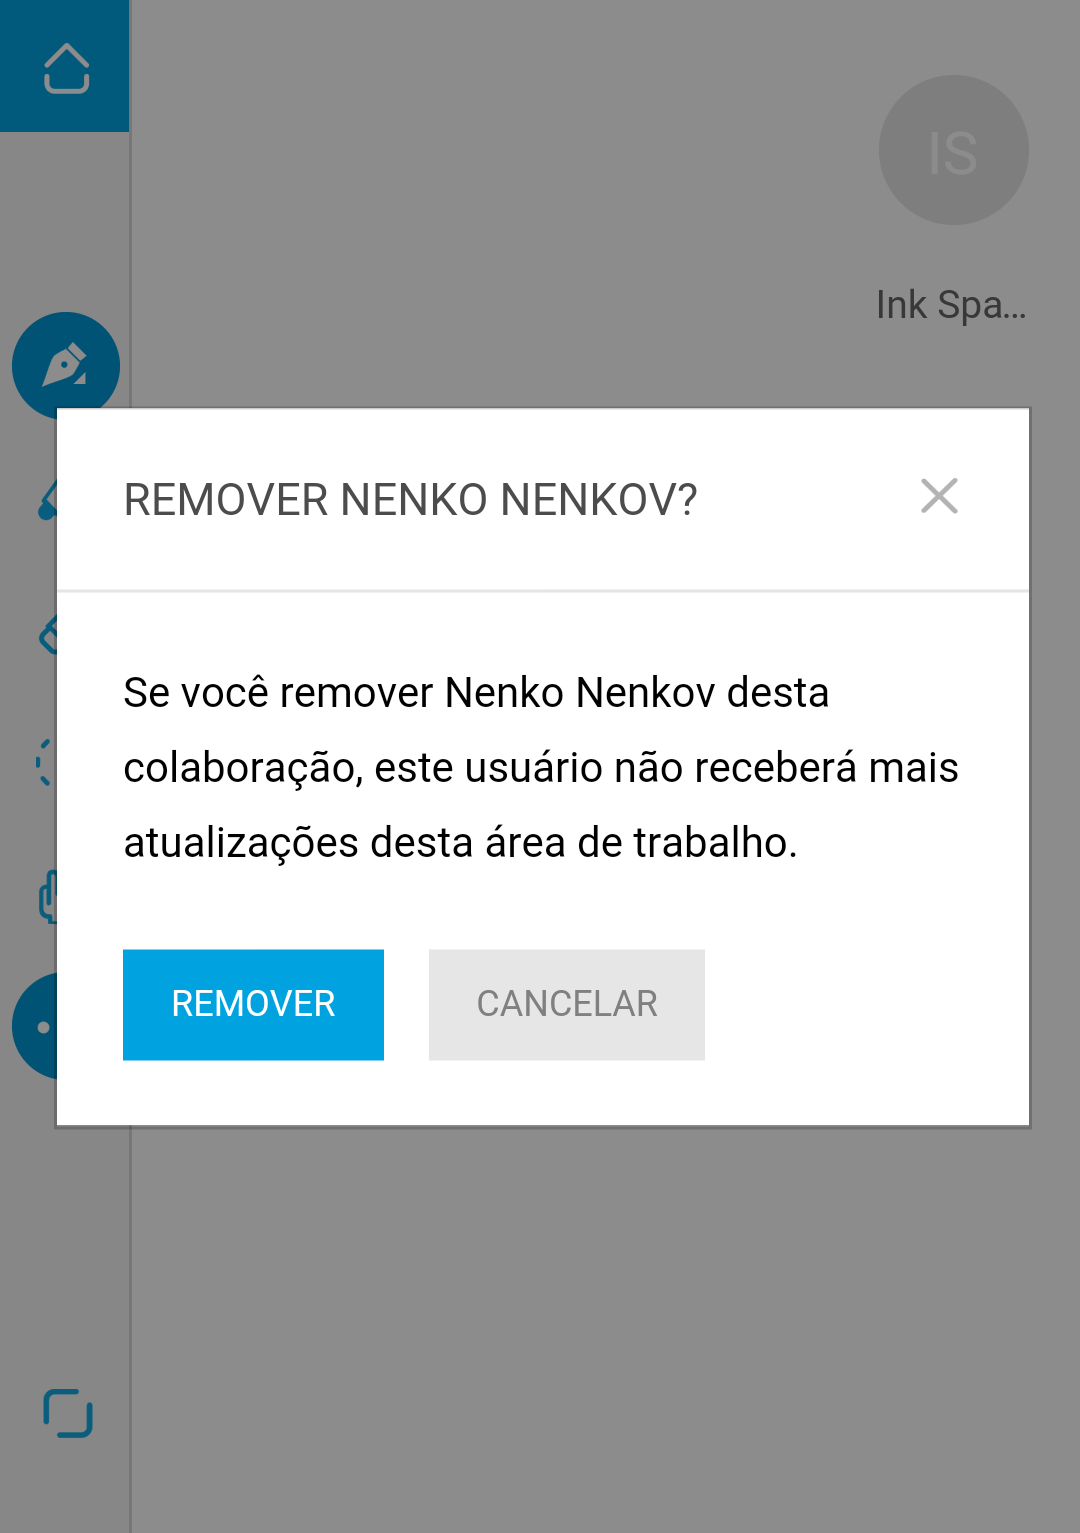 IS
Ink Spa...
REMOVER NENKO NENKOV?
Se você remover Nenko Nenkov desta
colaboração, este usuário não receberá mais
atualizações desta área de trabalho.
REMOVER
CANCELAR